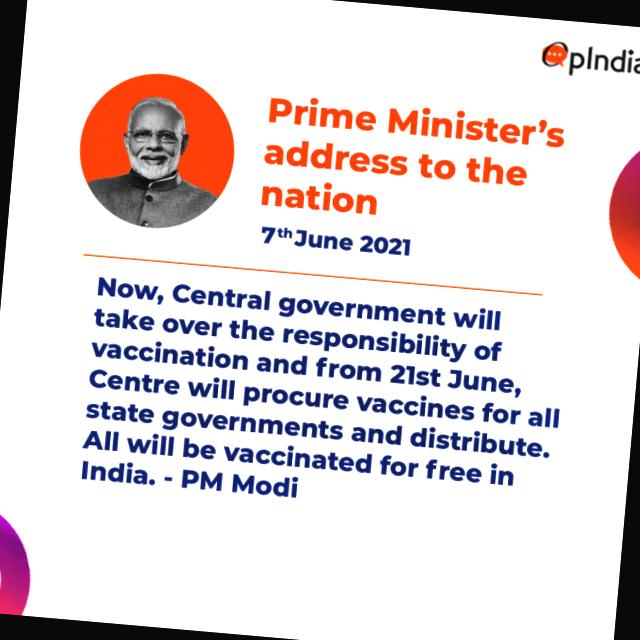 OpIndia
Prime Minister's
address to the
nation
7th June 2021
Now, Central government will
take over the responsibility of
vaccination and from 21st June,
Centre will procure vaccines for all
state governments and distribute.
All will be vaccinated for free in
India. - PM Modi